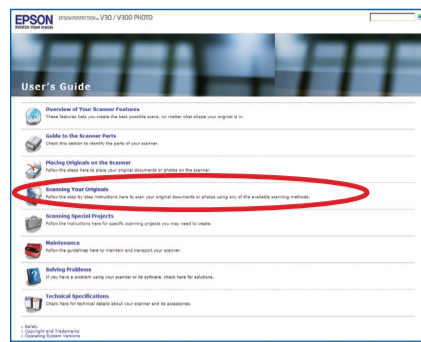 EPSON EPSON PERFECTION™ V30 / V300 PHOTO
EXCEED YOUR VISION
User's Guide
Overview of Your Scanner Features
These features help you create the best possible scans, no matter what shape your original is in.
Guide to the Scanner Parts
Check this section to identify the parts of your scanner.
Placing Originals on the Scanner
Follow the steps here to place your original documents or photos on the scanner.
Scanning Your Originals
Follow the step-by-step instructions here to scan your original documents or photos using any of the available scanning methods.
Scanning Special Projects
Follow the instructions here for specific scanning projects you may need to create.
Maintenance
Follow the guidelines here to maintain and transport your scanner.
Solving Problems
If you have a problem using your scanner or its software, check here for solutions.
Technical Specifications
Check here for technical details about your scanner and its accessories.
Safety
Copyright and Trademarks
Operating System Versions